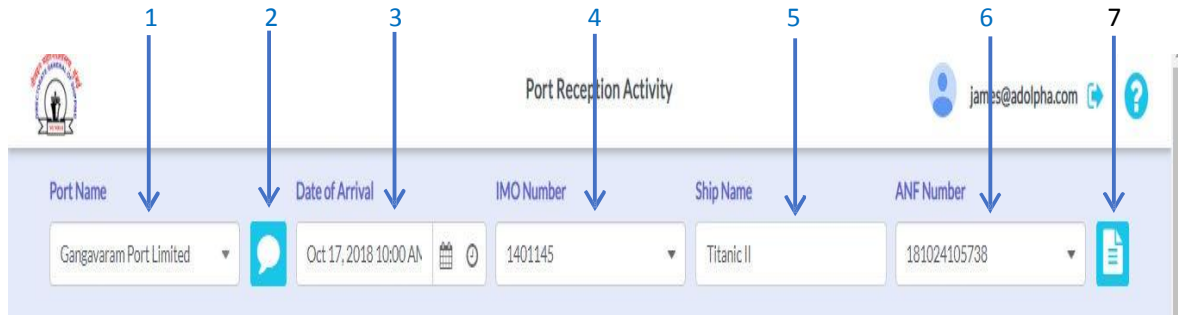 1 2 3 4 5 6 7
Port Reception Activity
james@adolpha.com
?
Port Name Date of Arrival IMO Number Ship Name ANF Number
Gangavaram Port Limited Oct 17, 2018 10:00 AM 1401145 Titanic II 181024105738